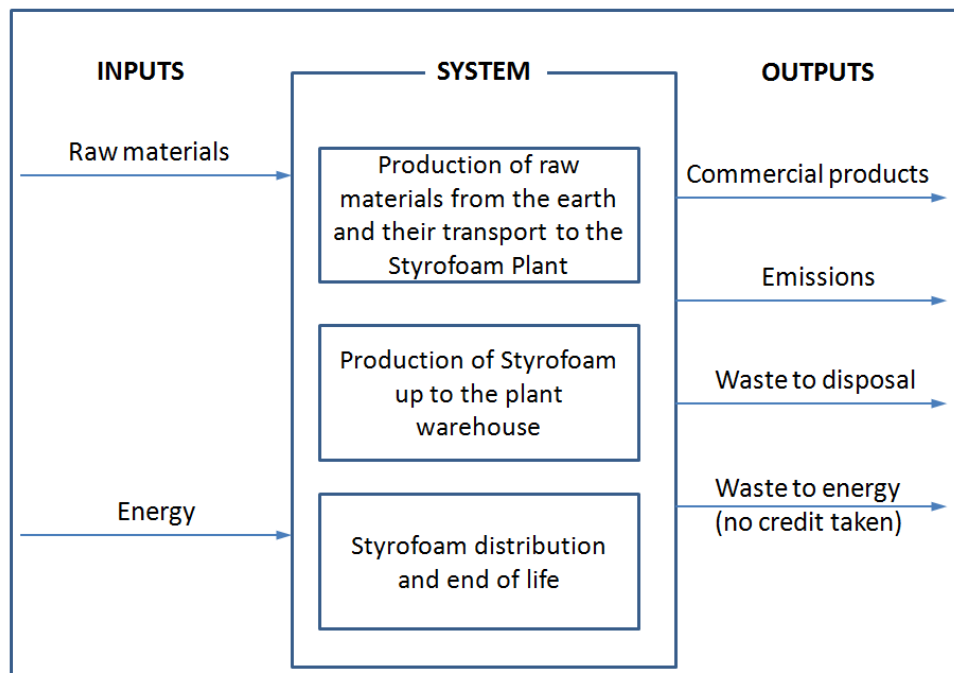 INPUTS
SYSTEM
OUTPUTS
Raw materials
Energy
Production of raw
materials from the earth
and their transport to the
Styrofoam Plant
Production of Styrofoam
up to the plant
warehouse
Styrofoam distribution
and end of life
Commercial products
Emissions
Waste to disposal
Waste to energy
(no credit taken)